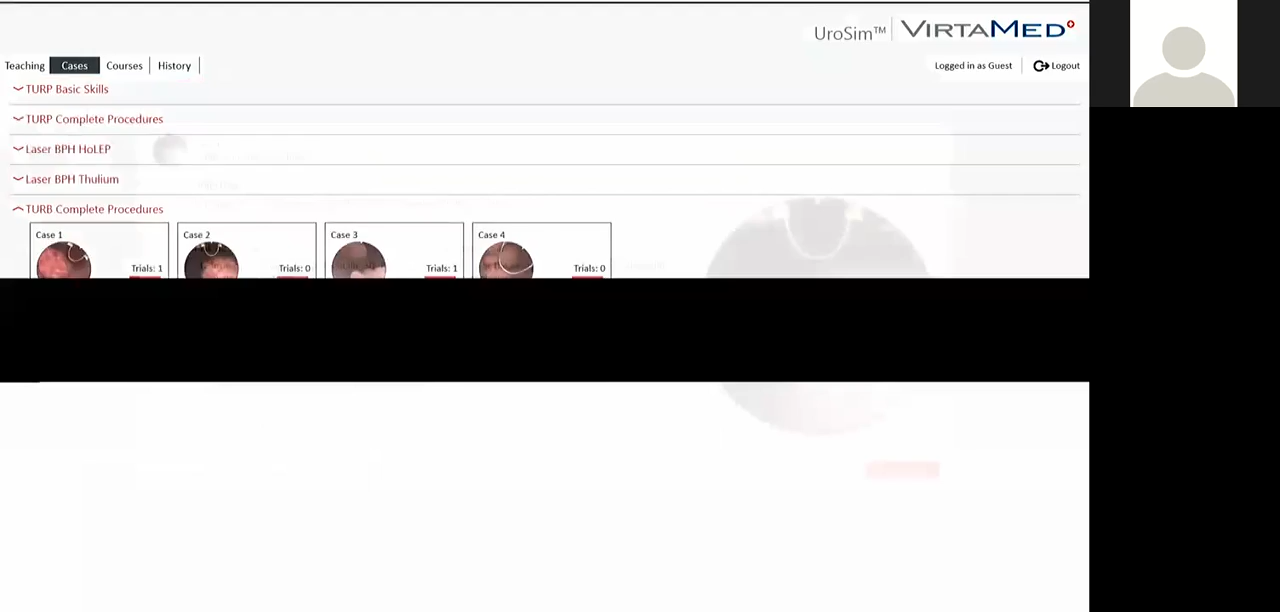 UroSim™ VIRTAMED
Teaching Cases Courses History
Logged in as Guest Logout
TURP Basic Skills
TURP Complete Procedures
Laser BPH HoLEP
Laser BPH Thulium
TURB Complete Procedures
Case 1 Case 2 Case 3 Case 4
Trials: 1 Trials: 0 Trials: 1 Trials: 0